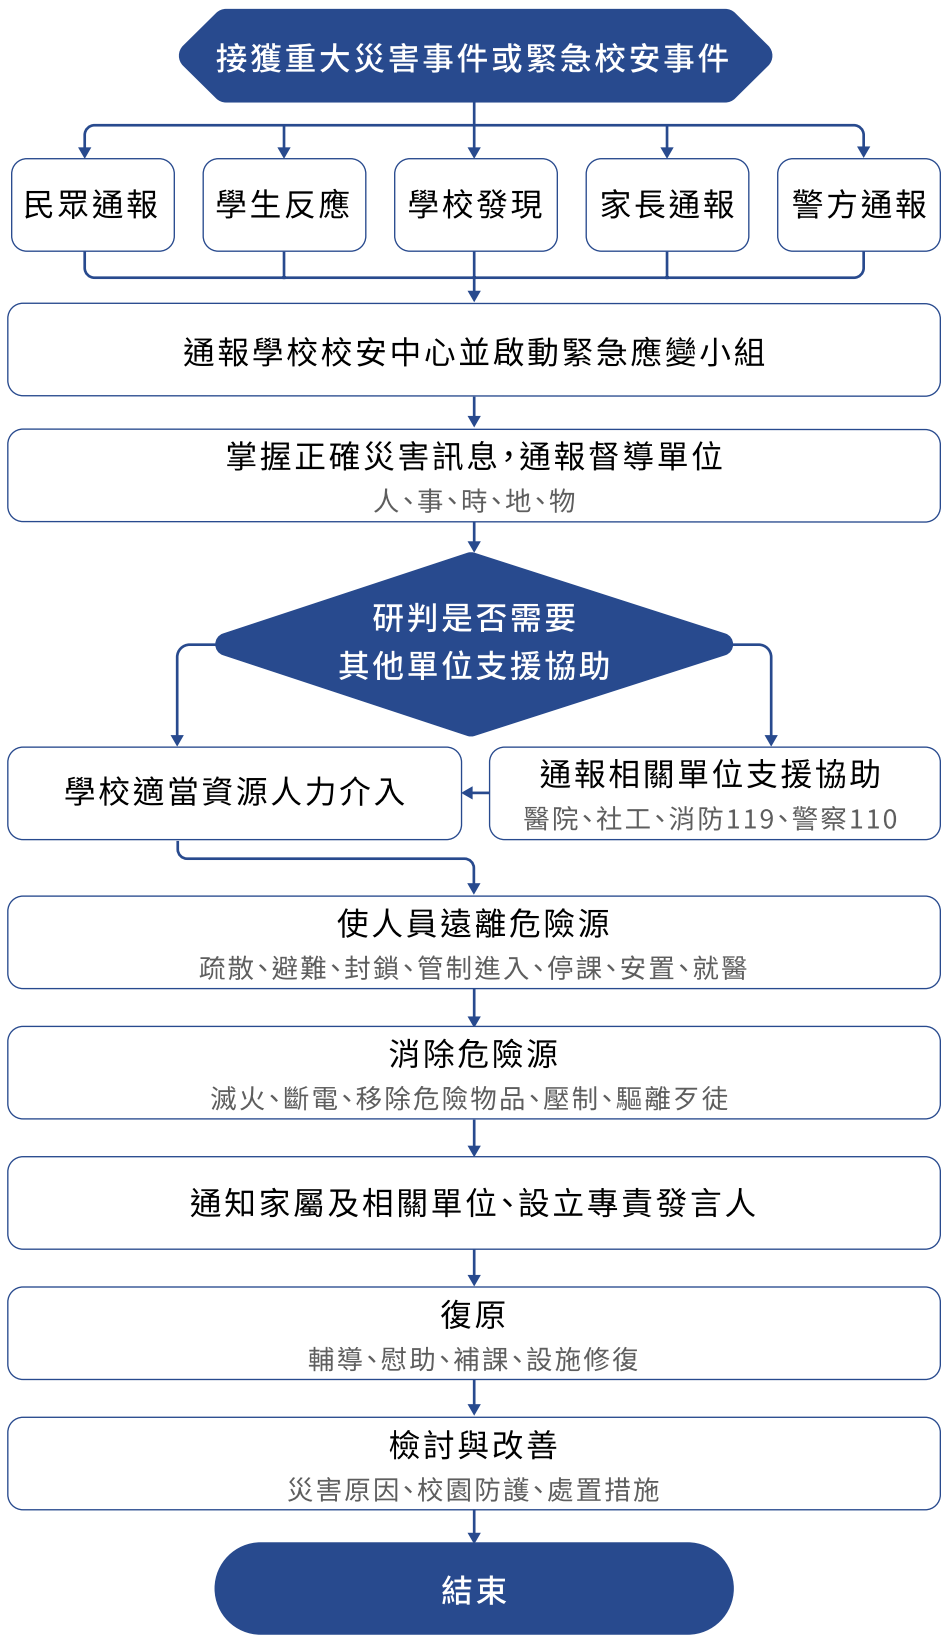 接獲重大災害事件或緊急校安事件
民眾通報
學生反應
學校發現
家長通報
警方通報
通報學校校安中心並啟動緊急應變小組
掌握正確災害訊息，通報督導單位
人、事、時、地、物
研判是否需要
其他單位支援協助
學校適當資源人力介入
通報相關單位支援協助
醫院、社工、消防119、警察110
使人員遠離危險源
疏散、避難、封鎖、管制進入、停課、安置、就醫
消除危險源
滅火、斷電、移除危險物品、壓制、驅離歹徒
通知家屬及相關單位、設立專責發言人
復原
輔導、慰助、補課、設施修復
檢討與改善
災害原因、校園防護、處置措施
結束